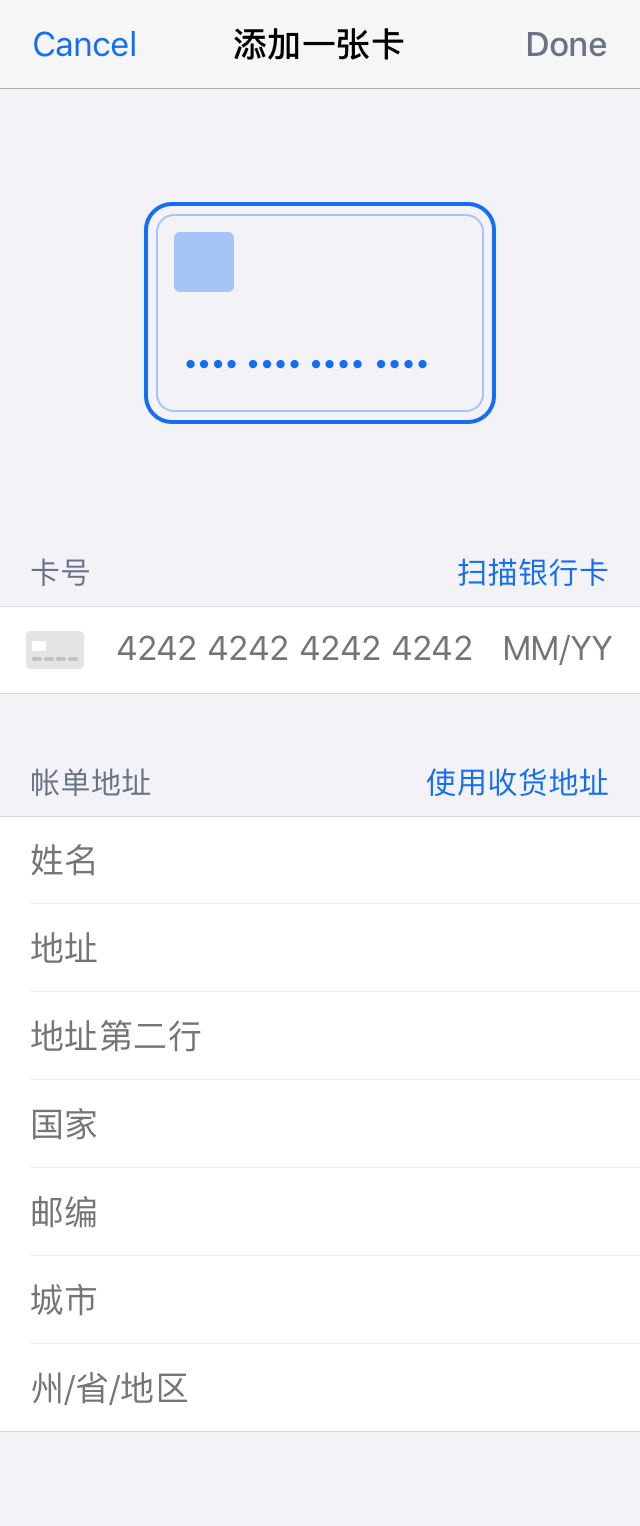 Cancel 添加一张卡 Done
卡号 扫描银行卡
4242 4242 4242 4242 MM/YY
帐单地址 使用收货地址
姓名
地址
地址第二行
国家
邮编
城市
州/省/地区